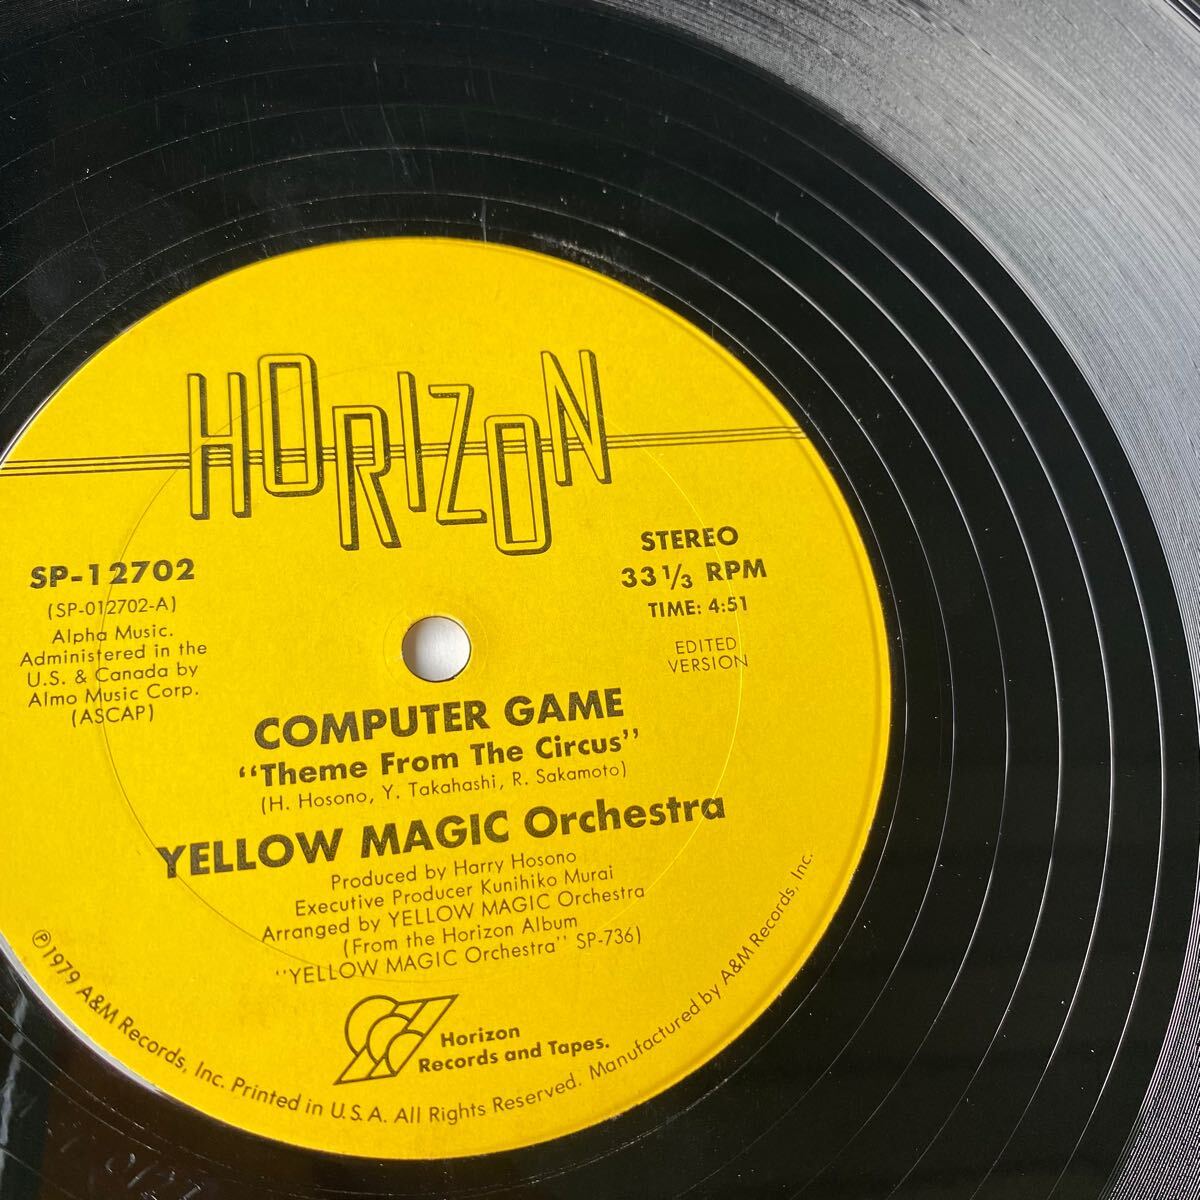 HORIZON
SP-12702
(SP-012702-A)
Alpha Music.
Administered in the
U.S. & Canada by
Almo Music Corp.
(ASCAP)
STEREO
33 1/3 RPM
TIME: 4:51
EDITED
VERSION
COMPUTER GAME
"Theme From The Circus"
(H. Hosono, Y. Takahashi, R. Sakamoto)
YELLOW MAGIC Orchestra
Produced by Harry Hosono
Executive Producer Kunihiko Murai
Arranged by YELLOW MAGIC Orchestra
(From the Horizon Album
"YELLOW MAGIC Orchestra" SP-736)
Horizon
Records and Tapes.
℗1979 A&M Records, Inc. Printed in U.S.A. All Rights Reserved. Manufactured by A&M Records, Inc.